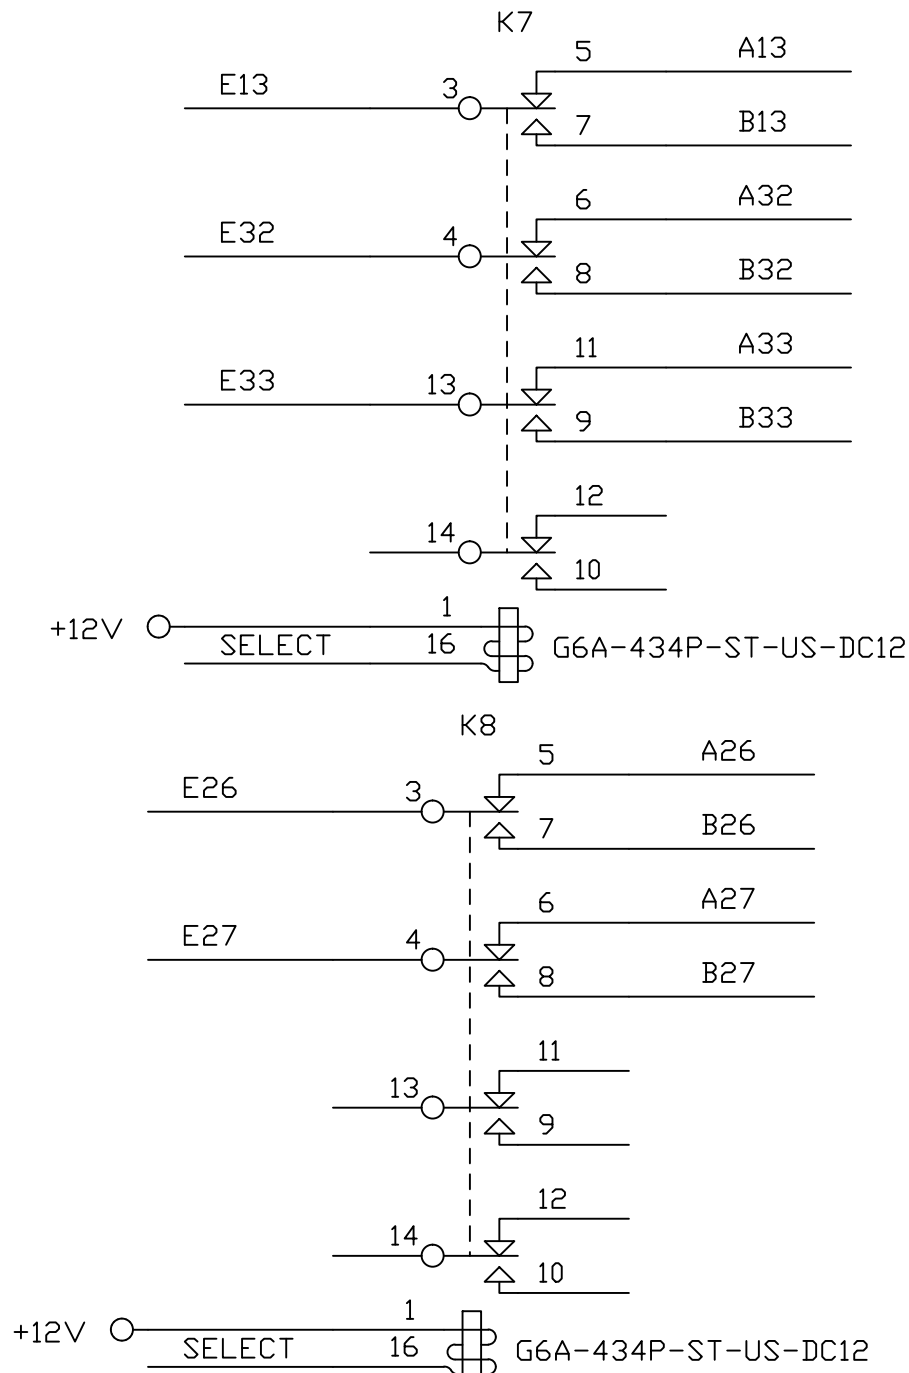 K7
5 A13
E13 3
7 B13
6 A32
E32 4
8 B32
11 A33
E33 13
9 B33
12
14
10
+12V 1
SELECT 16 G6A-434P-ST-US-DC12
K8
5 A26
E26 3
7 B26
6 A27
E27 4
8 B27
11
13
9
12
14
10
+12V 1
SELECT 16 G6A-434P-ST-US-DC12